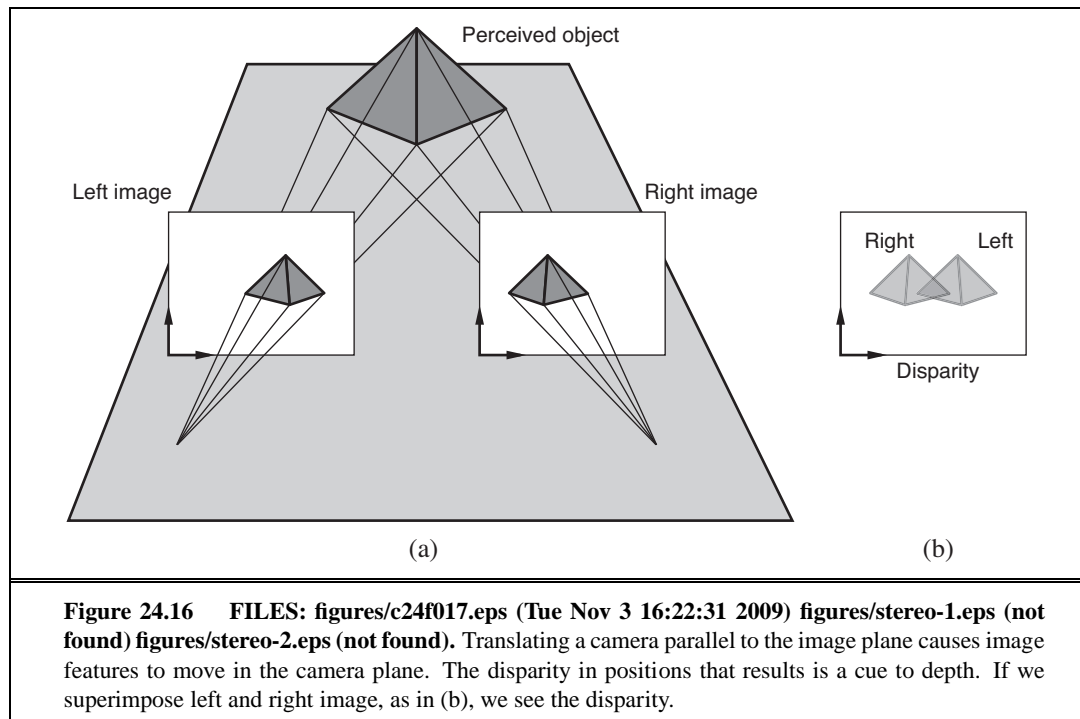 Perceived object
Left image
Right image
Right Left
Disparity
(a)
(b)
Figure 24.16 FILES: figures/c24f017.eps (Tue Nov 3 16:22:31 2009) figures/stereo-1.eps (not
found) figures/stereo-2.eps (not found). Translating a camera parallel to the image plane causes image
features to move in the camera plane. The disparity in positions that results is a cue to depth. If we
superimpose left and right image, as in (b), we see the disparity.